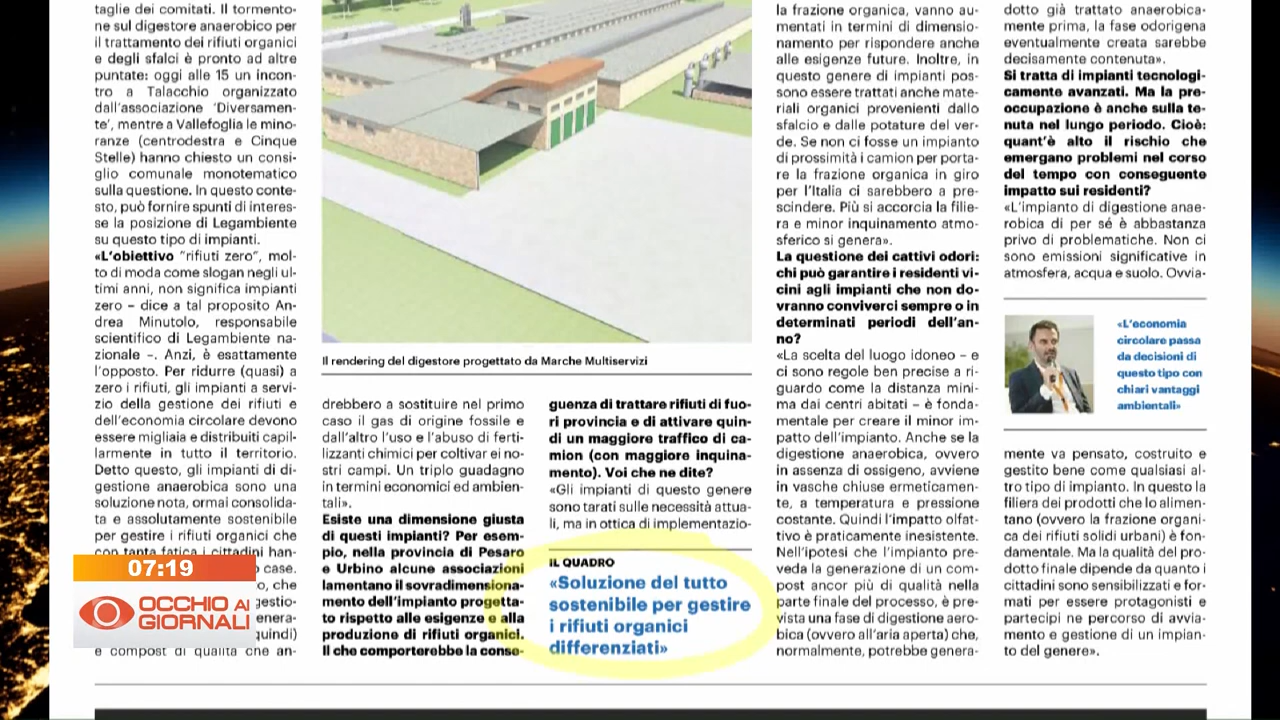 taglie dei comitati. Il tormento-
ne sul digestore anaerobico per
il trattamento dei rifiuti organici
e degli sfalci è pronto ad altre
puntate: oggi alle 15 un incon-
tro a Talacchio organizzato
dall'associazione 'Diversamen-
te', mentre a Vallefoglia le mino-
ranze (centrodestra e Cinque
Stelle) hanno chiesto un consi-
glio comunale monotematico
sulla questione. In questo conte-
sto, può fornire spunti di interes-
se la posizione di Legambiente
su questo tipo di impianti.
«L'obiettivo "rifiuti zero", mol-
to di moda come slogan negli ul-
timi anni, non significa impianti
zero – dice a tal proposito An-
drea Minutolo, responsabile
scientifico di Legambiente na-
zionale –. Anzi, è esattamente
l'opposto. Per ridurre (quasi) a
zero i rifiuti, gli impianti a servi-
zio della gestione dei rifiuti e
dell'economia circolare devono
essere migliaia e distribuiti capil-
larmente in tutto il territorio.
Detto questo, gli impianti di di-
gestione anaerobica sono una
soluzione nota, ormai consolida-
ta e assolutamente sostenibile
per gestire i rifiuti organici che
con tanta fatica i cittadini han-
case.
o, che
gestio-
enera-
quindi)
e compost di qualità che an-
07:19
OCCHIO AI
GIORNALI
Il rendering del digestore progettato da Marche Multiservizi
drebbero a sostituire nel primo
caso il gas di origine fossile e
dall'altro l'uso e l'abuso di ferti-
lizzanti chimici per coltivar ei no-
stri campi. Un triplo guadagno
in termini economici ed ambien-
tali».
Esiste una dimensione giusta
di questi impianti? Per esem-
pio, nella provincia di Pesaro
e Urbino alcune associazioni
lamentano il sovradimensiona-
mento dell'impianto progetta-
to rispetto alle esigenze e alla
produzione di rifiuti organici.
Il che comporterebbe la conse-
guenza di trattare rifiuti di fuo-
ri provincia e di attivare quin-
di un maggiore traffico di ca-
mion (con maggiore inquina-
mento). Voi che ne dite?
«Gli impianti di questo genere
sono tarati sulle necessità attua-
li, ma in ottica di implementazio-
IL QUADRO
«Soluzione del tutto
sostenibile per gestire
i rifiuti organici
differenziati»
la frazione organica, vanno au-
mentati in termini di dimensio-
namento per rispondere anche
alle esigenze future. Inoltre, in
questo genere di impianti pos-
sono essere trattati anche mate-
riali organici provenienti dallo
sfalcio e dalle potature del ver-
de. Se non ci fosse un impianto
di prossimità i camion per porta-
re la frazione organica in giro
per l'Italia ci sarebbero a pre-
scindere. Più si accorcia la filie-
ra e minor inquinamento atmo-
sferico si genera».
La questione dei cattivi odori:
chi può garantire i residenti vi-
cini agli impianti che non do-
vranno conviverci sempre o in
determinati periodi dell'an-
no?
«La scelta del luogo idoneo – e
ci sono regole ben precise a ri-
guardo come la distanza mini-
ma dai centri abitati – è fonda-
mentale per creare il minor im-
patto dell'impianto. Anche se la
digestione anaerobica, ovvero
in assenza di ossigeno, avviene
in vasche chiuse ermeticamen-
te, a temperatura e pressione
costante. Quindi l'impatto olfat-
tivo è praticamente inesistente.
Nell'ipotesi che l'impianto pre-
veda la generazione di un com-
post ancor più di qualità nella
parte finale del processo, è pre-
vista una fase di digestione aero-
bica (ovvero all'aria aperta) che,
normalmente, potrebbe genera-
dotto già trattato anaerobica-
mente prima, la fase odorigena
eventualmente creata sarebbe
decisamente contenuta».
Si tratta di impianti tecnologi-
camente avanzati. Ma la pre-
occupazione è anche sulla te-
nuta nel lungo periodo. Cioè:
quant'è alto il rischio che
emergano problemi nel corso
del tempo con conseguente
impatto sui residenti?
«L'impianto di digestione anae-
robica di per sé è abbastanza
privo di problematiche. Non ci
sono emissioni significative in
atmosfera, acqua e suolo. Ovvia-
«L'economia
circolare passa
da decisioni di
questo tipo con
chiari vantaggi
ambientali»
mente va pensato, costruito e
gestito bene come qualsiasi al-
tro tipo di impianto. In questo la
filiera dei prodotti che lo alimen-
tano (ovvero la frazione organi-
ca dei rifiuti solidi urbani) è fon-
damentale. Ma la qualità del pro-
dotto finale dipende da quanto i
cittadini sono sensibilizzati e for-
mati per essere protagonisti e
partecipi ne percorso di avvia-
mento e gestione di un impian-
to del genere».